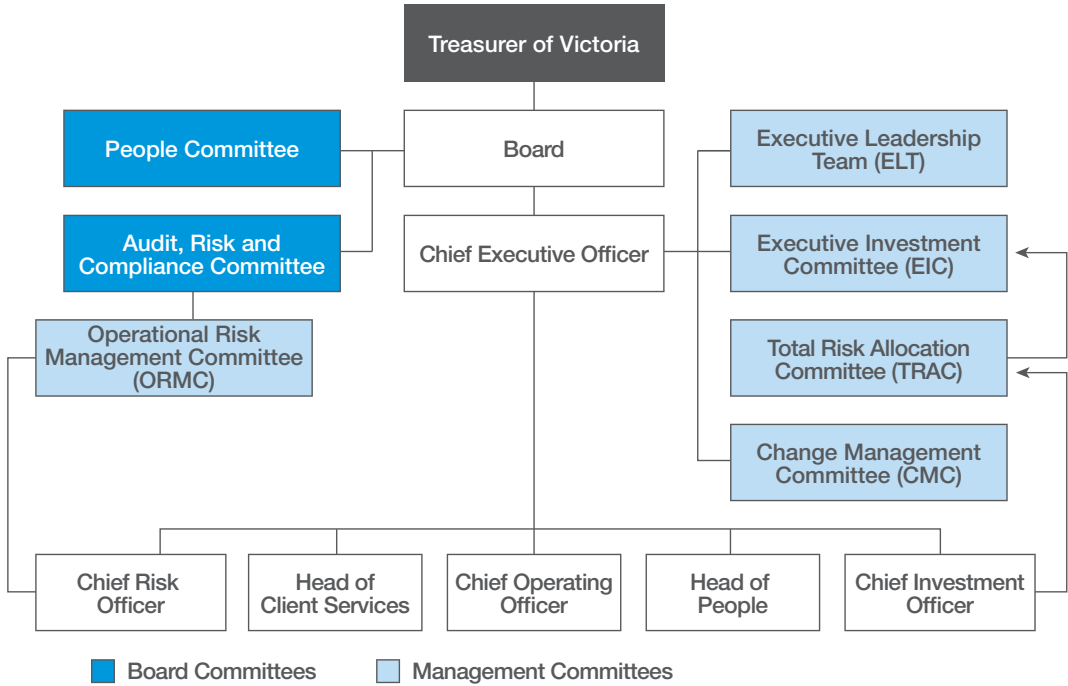 Treasurer of Victoria
People Committee
Board
Executive Leadership
Team (ELT)
Audit, Risk and
Compliance Committee
Chief Executive Officer
Executive Investment
Committee (EIC)
Operational Risk
Management Committee
(ORMC)
Total Risk Allocation
Committee (TRAC)
Change Management
Committee (CMC)
Chief Risk
Officer
Head of
Client Services
Chief Operating
Officer
Head of
People
Chief Investment
Officer
Board Committees
Management Committees